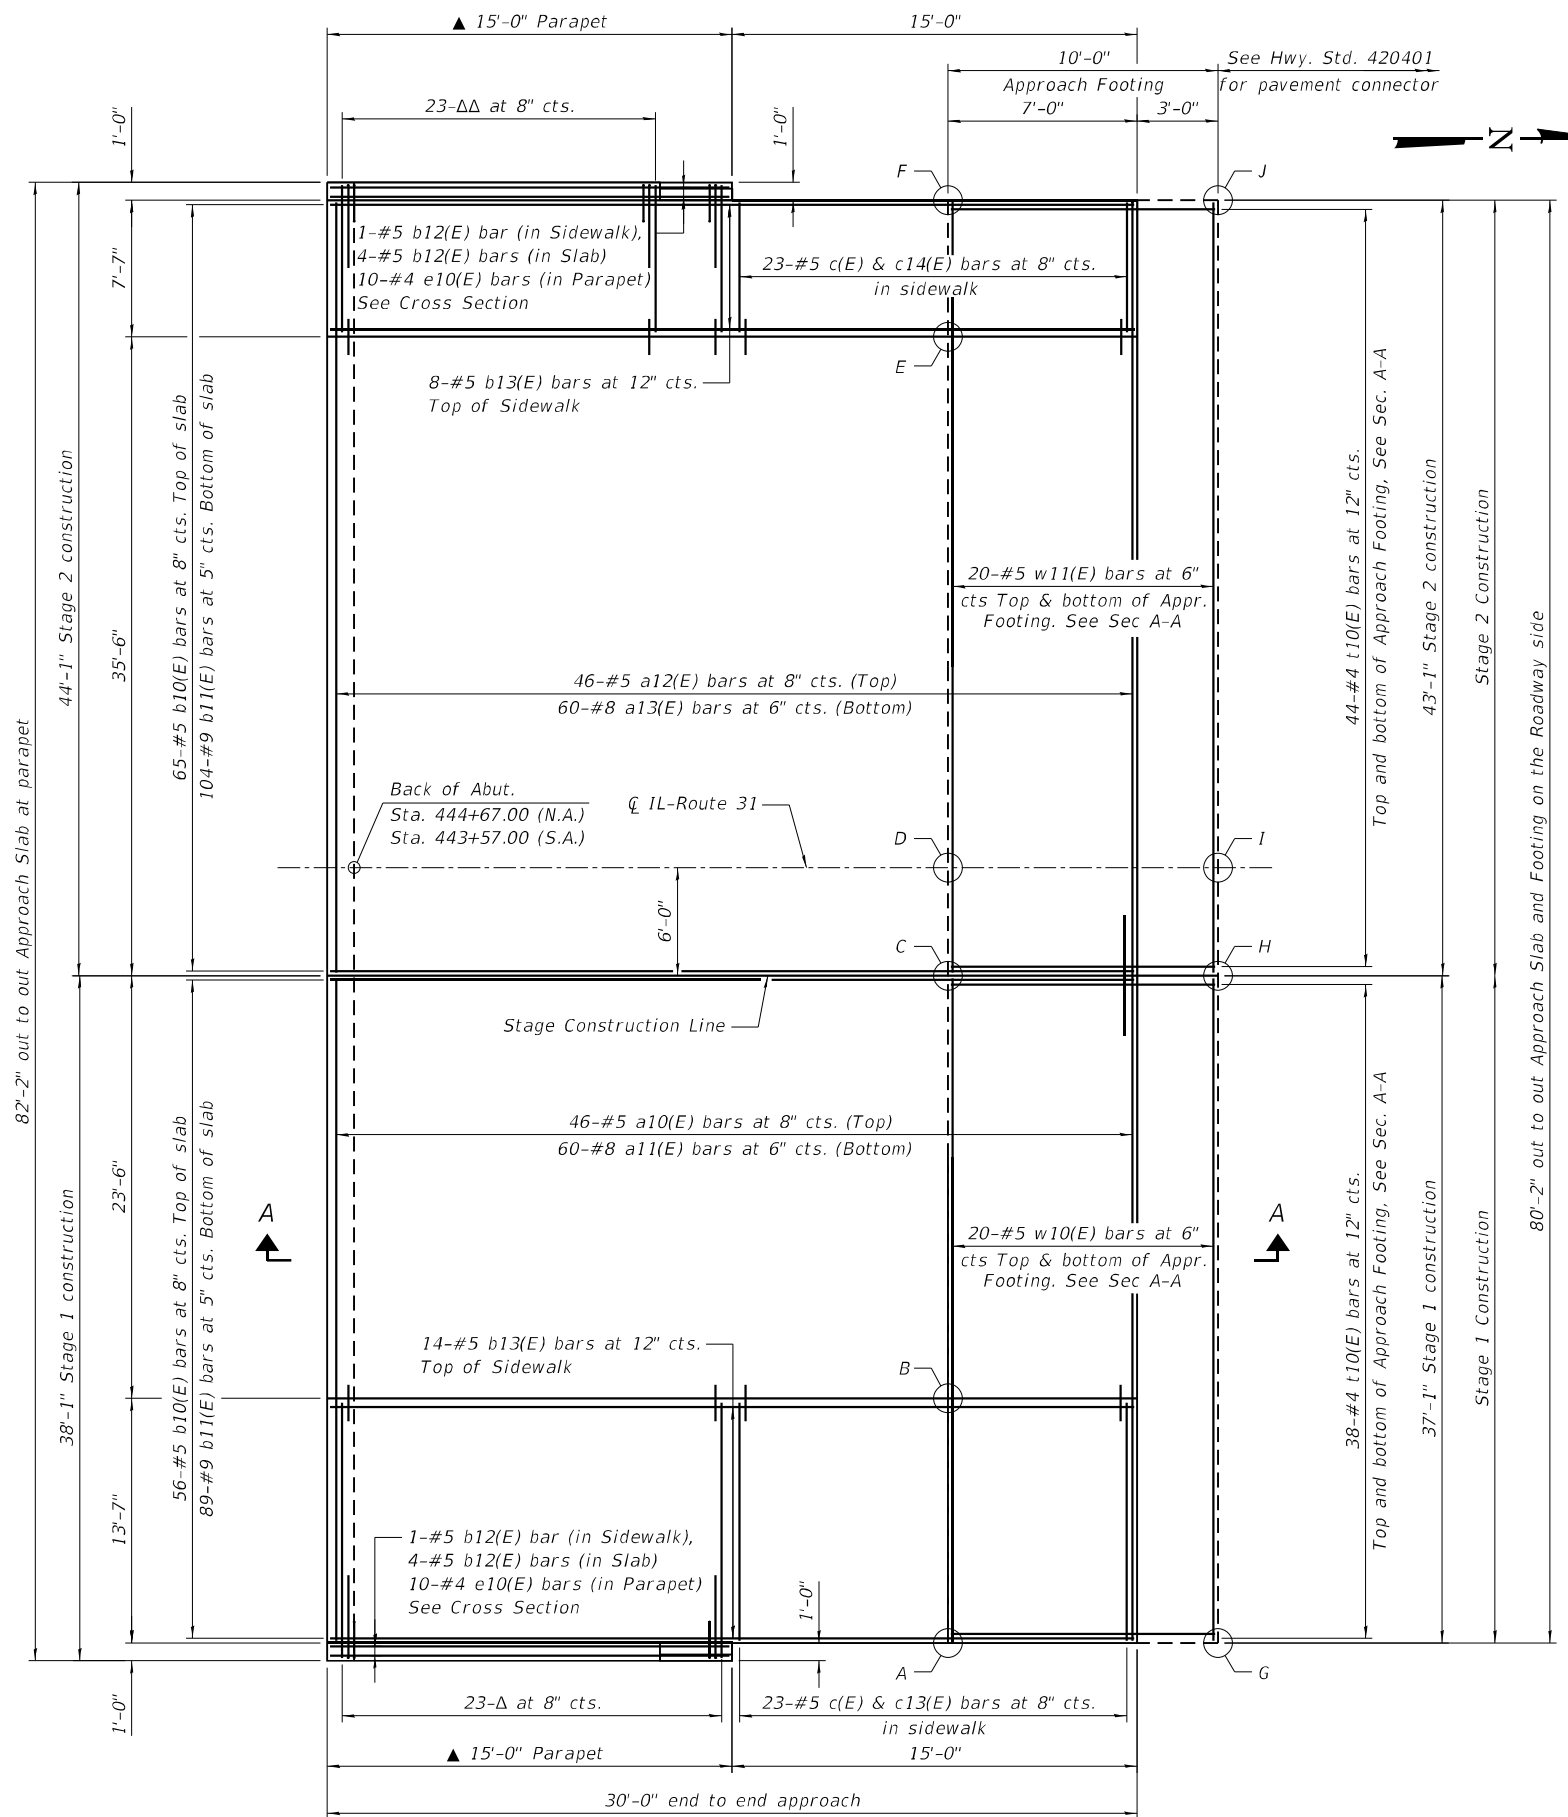 ▲ 15'-0" Parapet
15'-0"
10'-0"
Approach Footing
See Hwy. Std. 420401
for pavement connector
7'-0"
3'-0"
23-ΔΔ at 8" cts.
1'-0"
1'-0"
N
F
J
1-#5 b12(E) bar (in Sidewalk),
4-#5 b12(E) bars (in Slab)
10-#4 e10(E) bars (in Parapet)
See Cross Section
23-#5 c(E) & c14(E) bars at 8" cts.
in sidewalk
7'-7"
E
8-#5 b13(E) bars at 12" cts.
Top of Sidewalk
82'-2" out to out Approach Slab at parapet
44'-1" Stage 2 construction
35'-6"
65-#5 b10(E) bars at 8" cts. Top of slab
104-#9 b11(E) bars at 5" cts. Bottom of slab
20-#5 w11(E) bars at 6"
cts Top & bottom of Appr.
Footing. See Sec A-A
44-#4 t10(E) bars at 12" cts.
Top and bottom of Approach Footing, See Sec. A-A
43'-1" Stage 2 construction
Stage 2 Construction
80'-2" out to out Approach Slab and Footing on the Roadway side
46-#5 a12(E) bars at 8" cts. (Top)
60-#8 a13(E) bars at 6" cts. (Bottom)
Back of Abut.
Sta. 444+67.00 (N.A.)
Sta. 443+57.00 (S.A.)
℄ IL-Route 31
D
I
6'-0"
C
H
Stage Construction Line
46-#5 a10(E) bars at 8" cts. (Top)
60-#8 a11(E) bars at 6" cts. (Bottom)
38'-1" Stage 1 construction
23'-6"
56-#5 b10(E) bars at 8" cts. Top of slab
89-#9 b11(E) bars at 5" cts. Bottom of slab
A
A
20-#5 w10(E) bars at 6"
cts Top & bottom of Appr.
Footing. See Sec A-A
38-#4 t10(E) bars at 12" cts.
Top and bottom of Approach Footing, See Sec. A-A
37'-1" Stage 1 construction
Stage 1 Construction
14-#5 b13(E) bars at 12" cts.
Top of Sidewalk
B
13'-7"
1-#5 b12(E) bar (in Sidewalk),
4-#5 b12(E) bars (in Slab)
10-#4 e10(E) bars (in Parapet)
See Cross Section
1'-0"
A
G
1'-0"
23-Δ at 8" cts.
23-#5 c(E) & c13(E) bars at 8" cts.
in sidewalk
▲ 15'-0" Parapet
15'-0"
30'-0" end to end approach